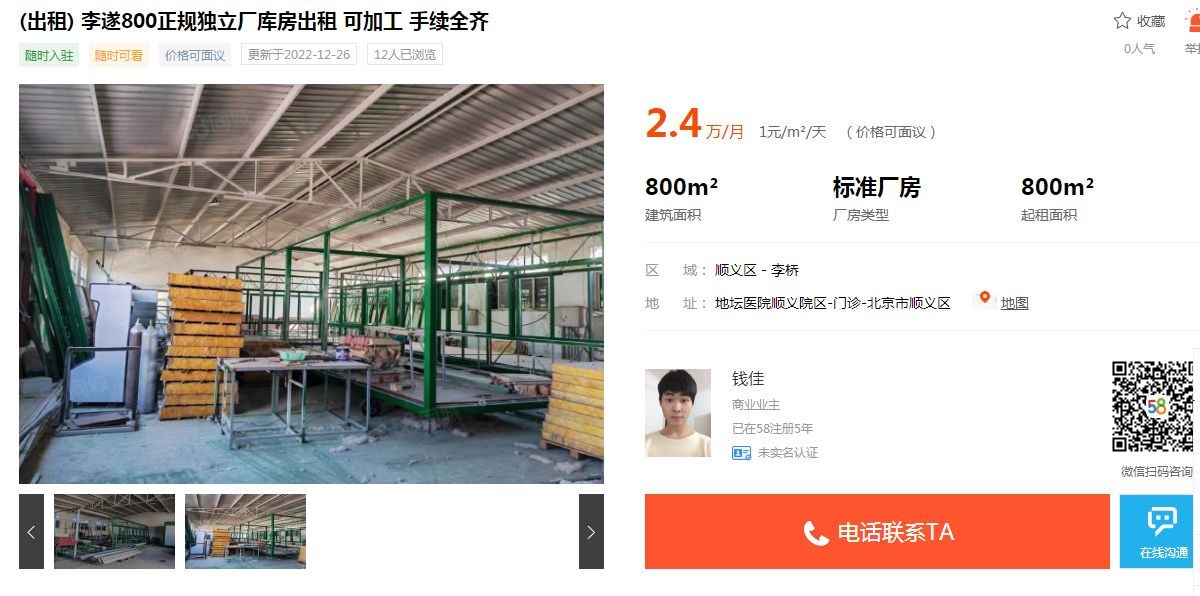 (出租) 李遂800正规独立厂库房出租 可加工 手续全齐
收藏
随时入驻 随时可看 价格可面议 更新于2022-12-26 12人已浏览
0人气
2.4万/月 1元/m²/天 （价格可面议）
800m² 标准厂房 800m²
建筑面积 厂房类型 起租面积
区 域： 顺义区 - 李桥
地 址： 地坛医院顺义院区-门诊-北京市顺义区 地图
钱佳
商业业主
已在58注册5年
未实名认证
58
微信扫码咨询
电话联系TA
在线沟通